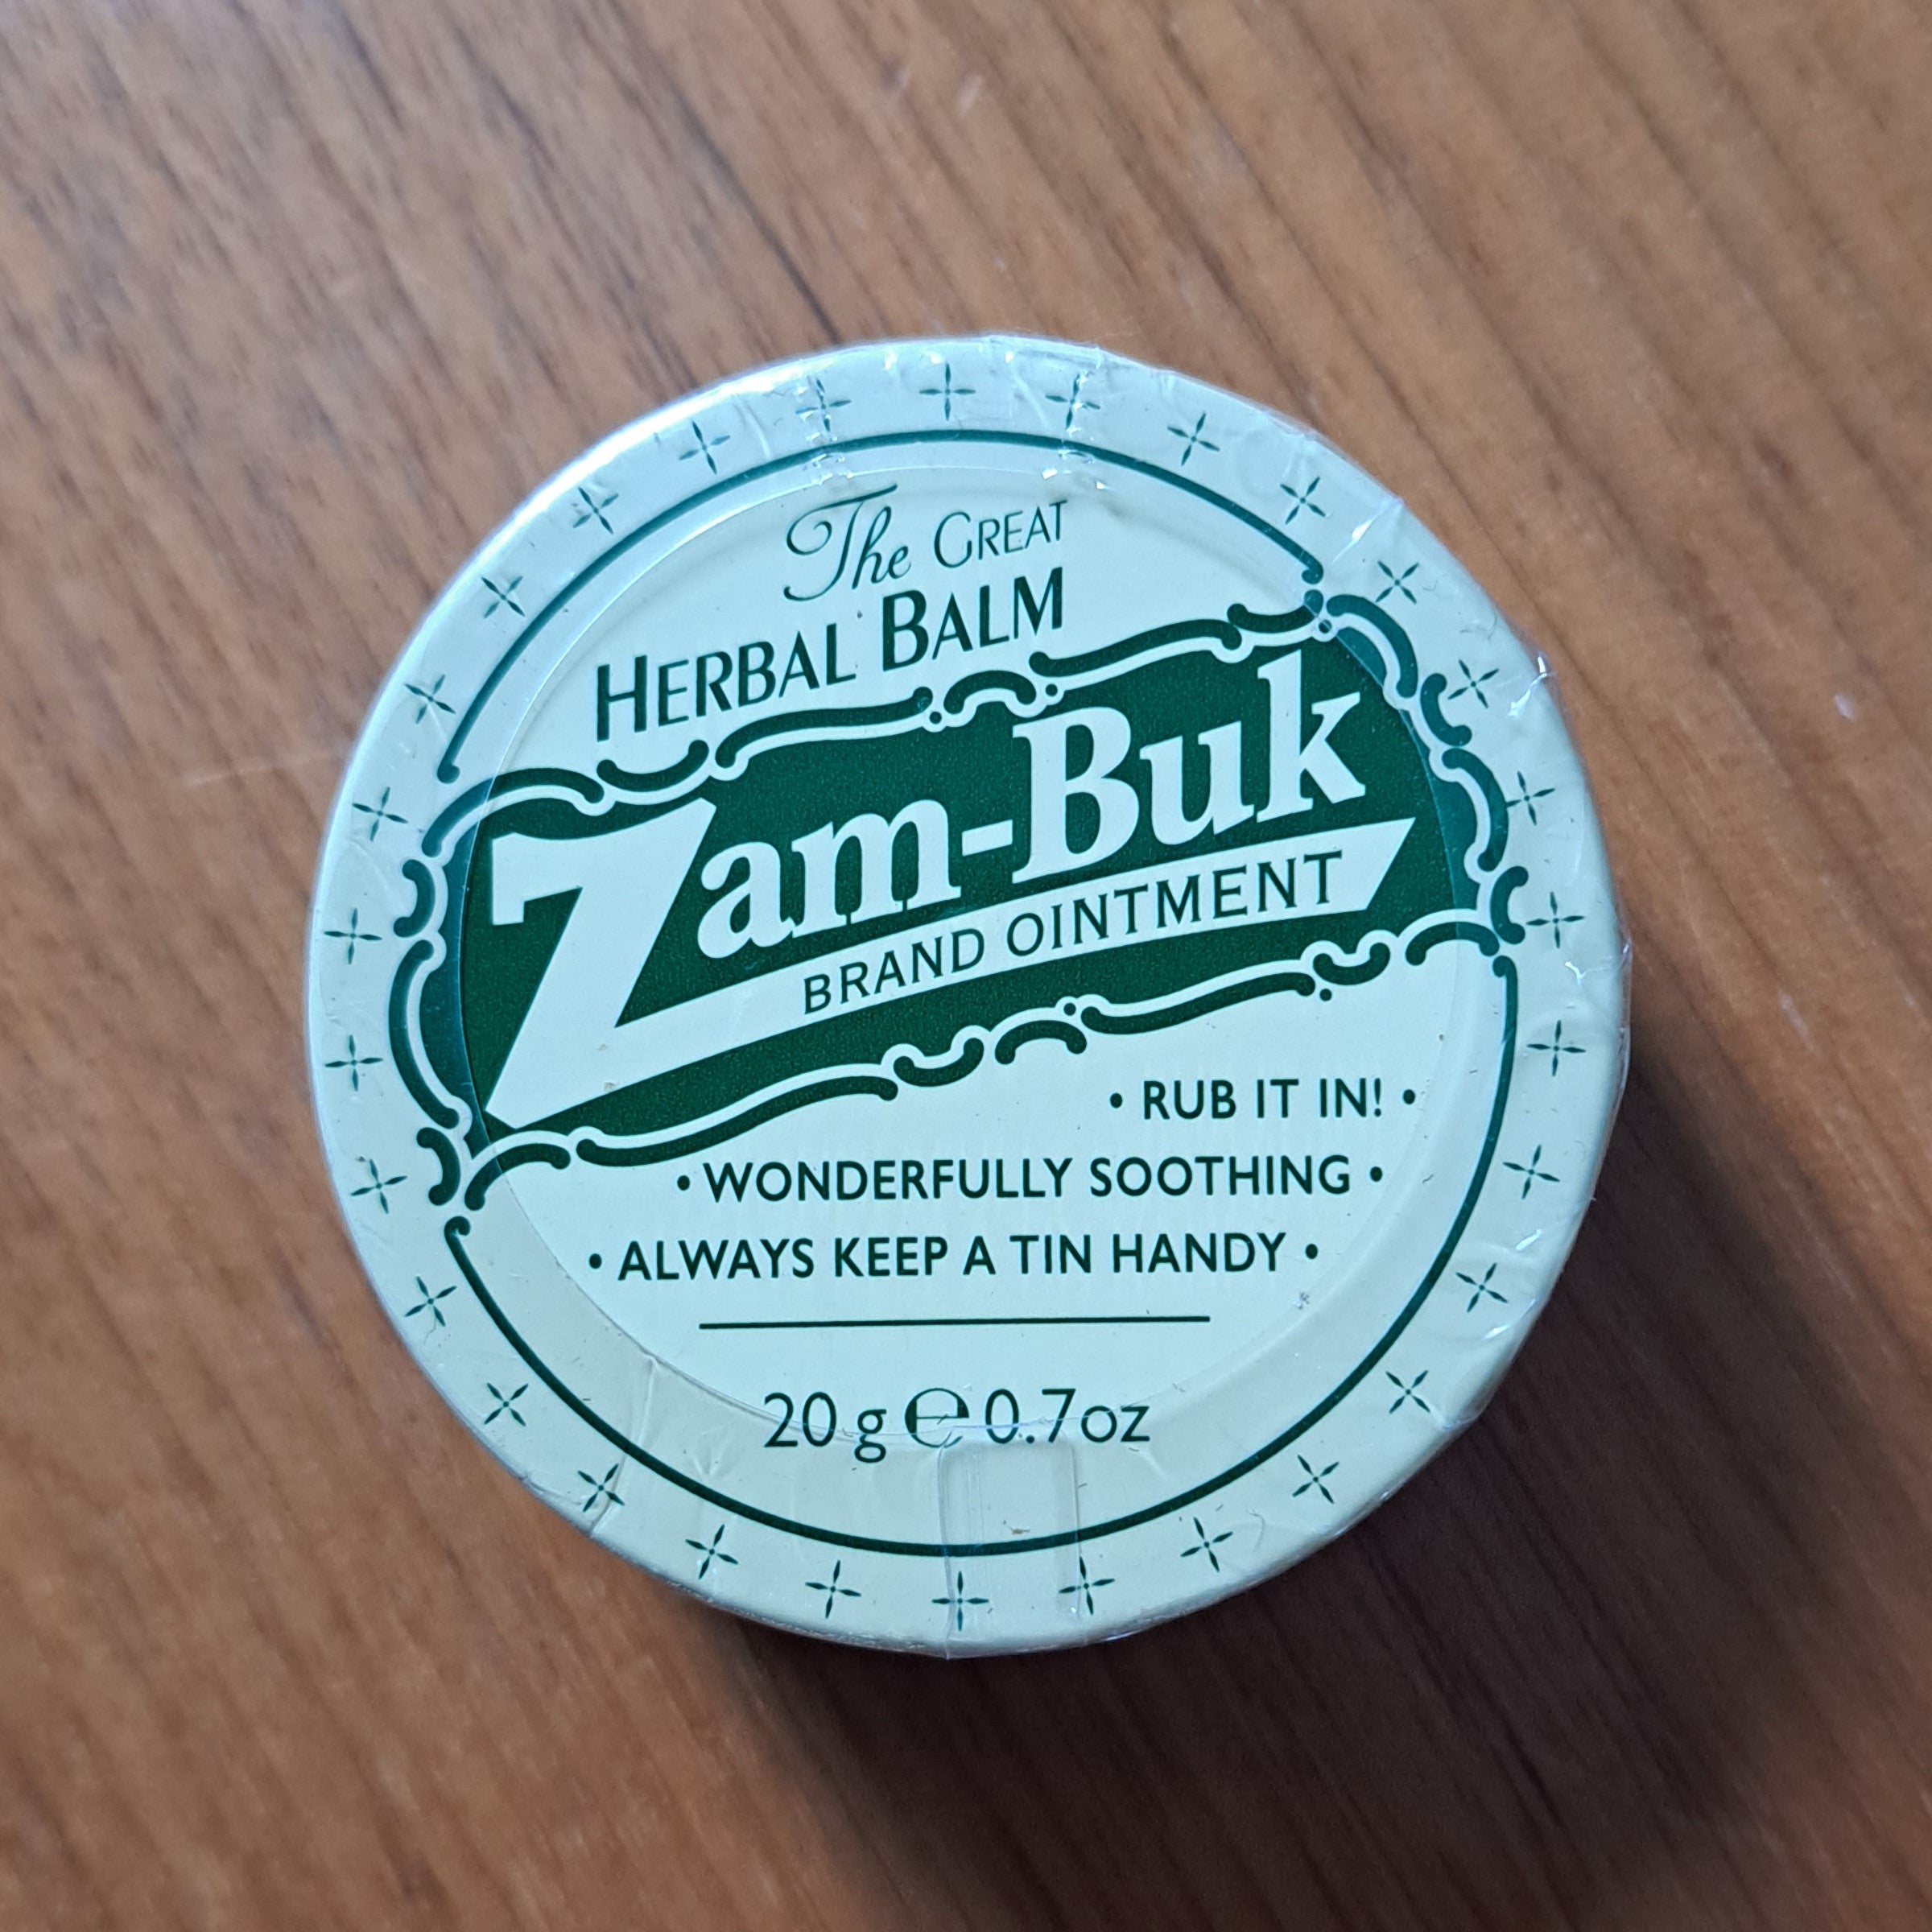 The GREAT
HERBAL BALM
Zam-Buk
BRAND OINTMENT
• RUB IT IN! •
• WONDERFULLY SOOTHING •
• ALWAYS KEEP A TIN HANDY •
20 g ℮ 0.7oz